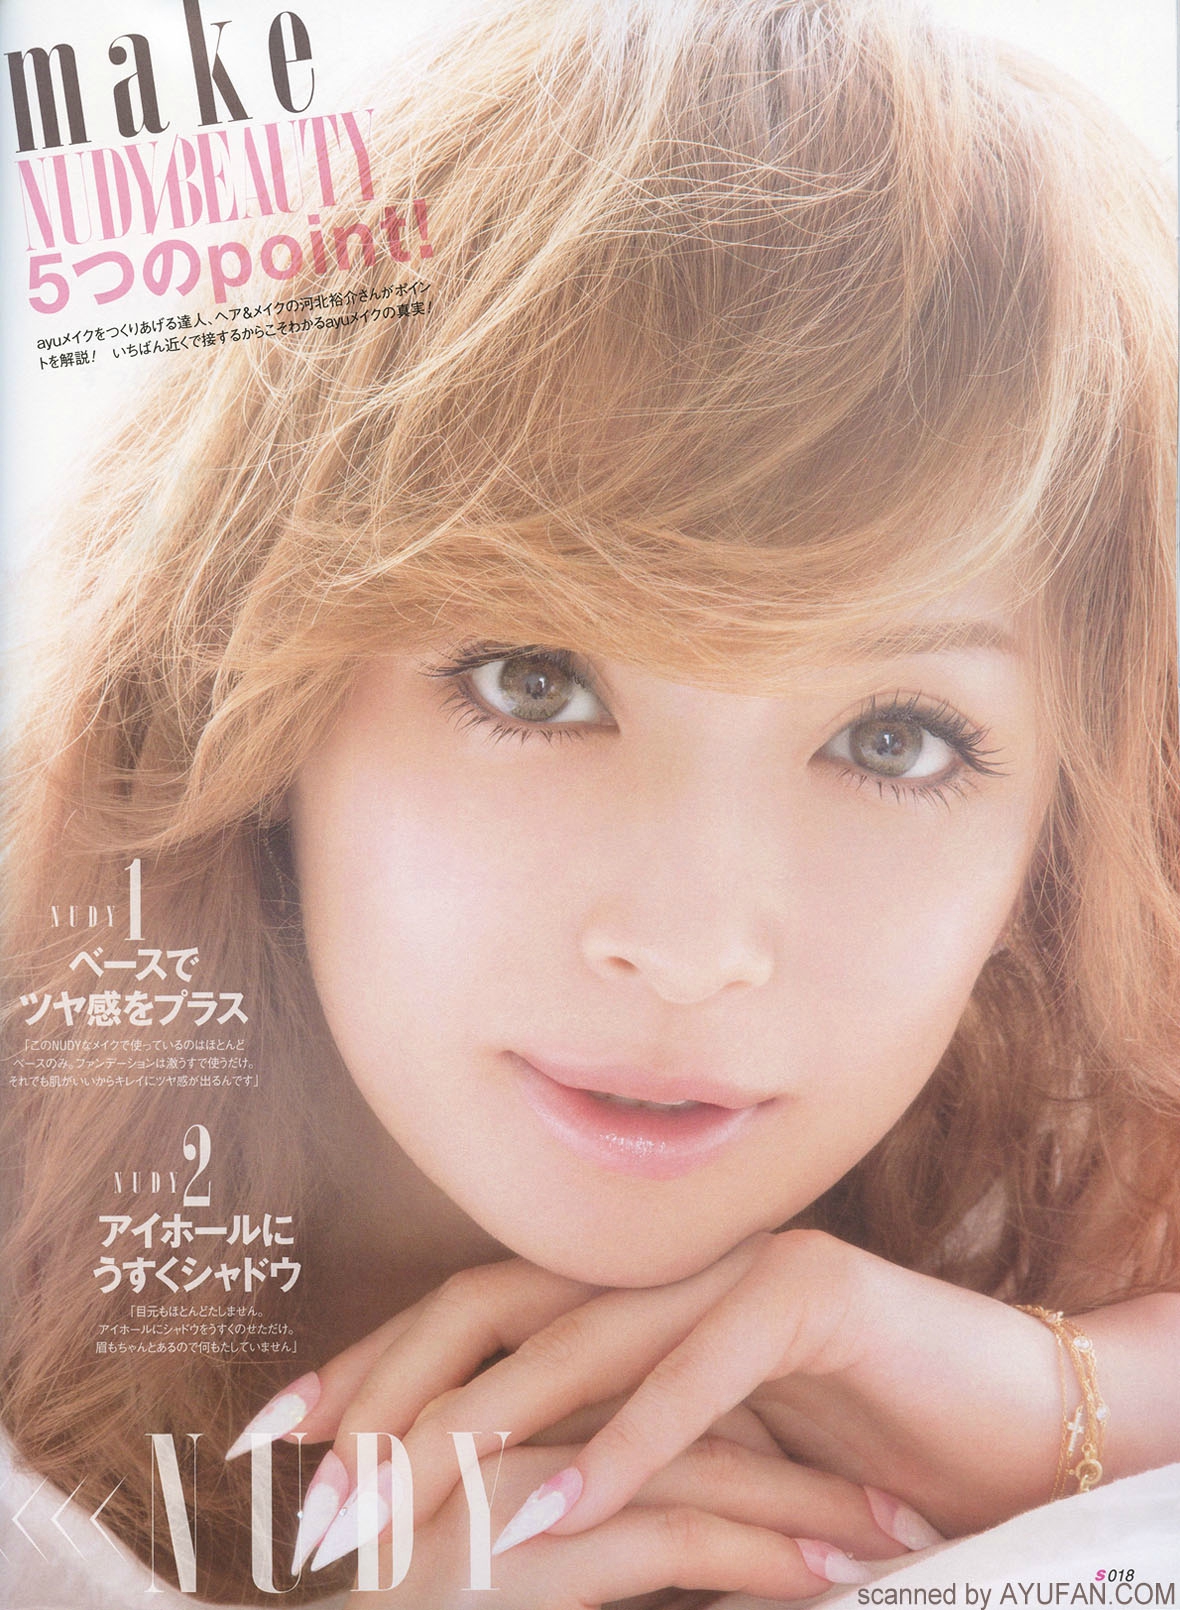 make
NUDY/BEAUTY
5つのpoint!
ayuメイクをつくりあげる達人、ヘア&メイクの河北裕介さんがポイン
トを解説! いちばん近くで接するからこそわかるayuメイクの真実!
NUDY1
ベースで
ツヤ感をプラス
「このNUDYなメイクで使っているのはほとんど
ベースのみ。ファンデーションは激うすで使うだけ。
それでも肌がいいからキレイにツヤ感が出るんです」
NUDY2
アイホールに
うすくシャドウ
「目元もほとんどたしません。
アイホールにシャドウをうすくのせただけ。
眉もちゃんとあるので何もたしていません」
<<<NUDY
S018
scanned by AYUFAN.COM